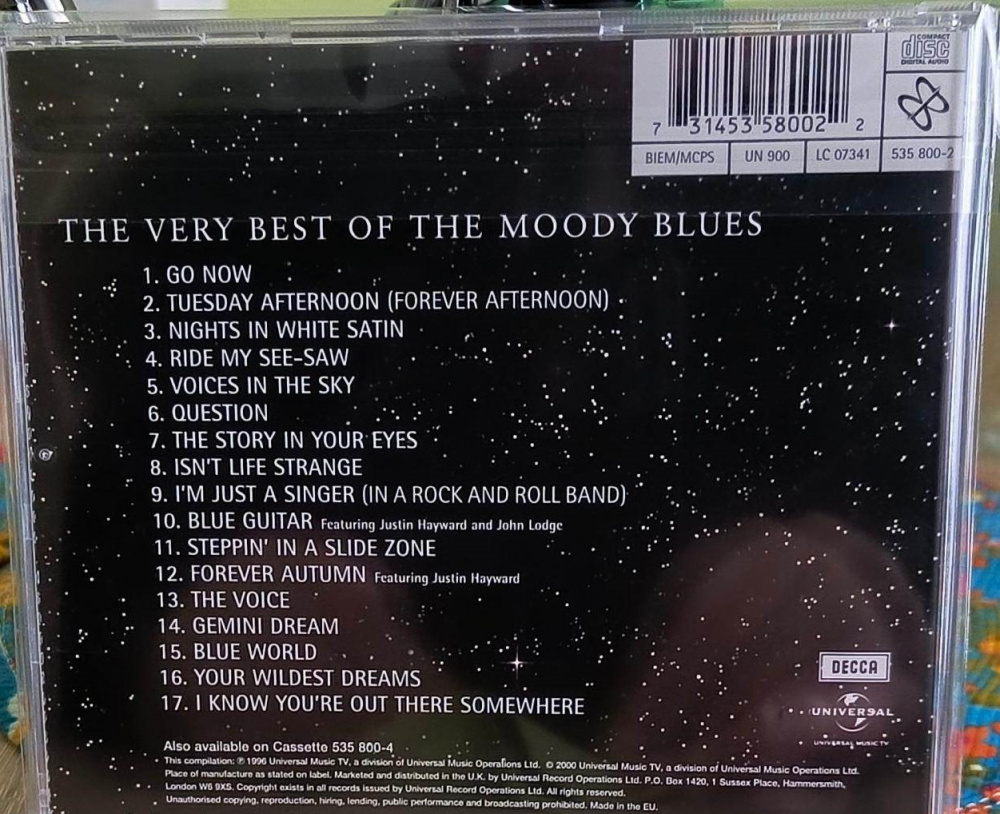 COMPACT
disc
DIGITAL AUDIO
7 31453 58002 2
BIEM/MCPS
UN 900
LC 07341
535 800-2
THE VERY BEST OF THE MOODY BLUES
1. GO NOW
2. TUESDAY AFTERNOON (FOREVER AFTERNOON)
3. NIGHTS IN WHITE SATIN
4. RIDE MY SEE-SAW
5. VOICES IN THE SKY
6. QUESTION
7. THE STORY IN YOUR EYES
8. ISN'T LIFE STRANGE
9. I'M JUST A SINGER (IN A ROCK AND ROLL BAND)
10. BLUE GUITAR Featuring Justin Hayward and John Lodge
11. STEPPIN' IN A SLIDE ZONE
12. FOREVER AUTUMN Featuring Justin Hayward
13. THE VOICE
14. GEMINI DREAM
15. BLUE WORLD
16. YOUR WILDEST DREAMS
17. I KNOW YOU'RE OUT THERE SOMEWHERE
DECCA
UNIVERSAL
UNIVERSAL MUSIC TV
Also available on Cassette 535 800-4
This compilation: ℗ 1996 Universal Music TV, a division of Universal Music Operations Ltd. © 2000 Universal Music TV, a division of Universal Music Operations Ltd.
Place of manufacture as stated on label. Marketed and distributed in the U.K. by Universal Record Operations Ltd. P.O. Box 1420, 1 Sussex Place, Hammersmith,
London W6 9XS. Copyright exists in all records issued by Universal Record Operations Ltd. All rights reserved.
Unauthorised copying, reproduction, hiring, lending, public performance and broadcasting prohibited. Made in the EU.